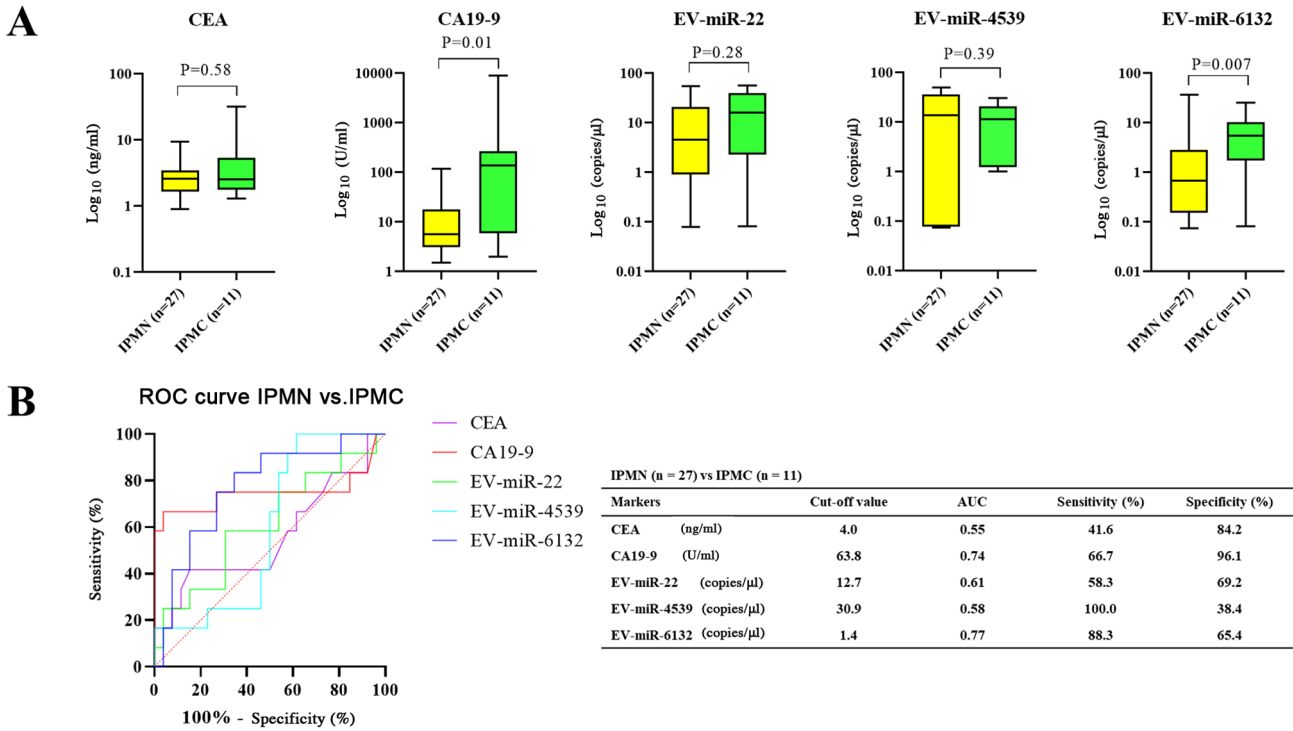 A
CEA
P=0.58
Log10 (ng/ml)
100
10
1
0.1
IPMN (n=27)
IPMC (n=11)
CA19-9
P=0.01
Log10 (U/ml)
10000
1000
100
10
1
IPMN (n=27)
IPMC (n=11)
EV-miR-22
P=0.28
Log10 (copies/μl)
100
10
1
0.1
0.01
IPMN (n=27)
IPMC (n=11)
EV-miR-4539
P=0.39
Log10 (copies/μl)
100
10
1
0.1
0.01
IPMN (n=27)
IPMC (n=11)
EV-miR-6132
P=0.007
Log10 (copies/μl)
100
10
1
0.1
0.01
IPMN (n=27)
IPMC (n=11)
B
ROC curve IPMN vs.IPMC
Sensitivity (%)
100
80
60
40
20
0
0 20 40 60 80 100
100% - Specificity (%)
CEA
CA19-9
EV-miR-22
EV-miR-4539
EV-miR-6132
IPMN (n = 27) vs IPMC (n = 11)
Markers Cut-off value AUC Sensitivity (%) Specificity (%)
CEA (ng/ml) 4.0 0.55 41.6 84.2
CA19-9 (U/ml) 63.8 0.74 66.7 96.1
EV-miR-22 (copies/μl) 12.7 0.61 58.3 69.2
EV-miR-4539 (copies/μl) 30.9 0.58 100.0 38.4
EV-miR-6132 (copies/μl) 1.4 0.77 88.3 65.4